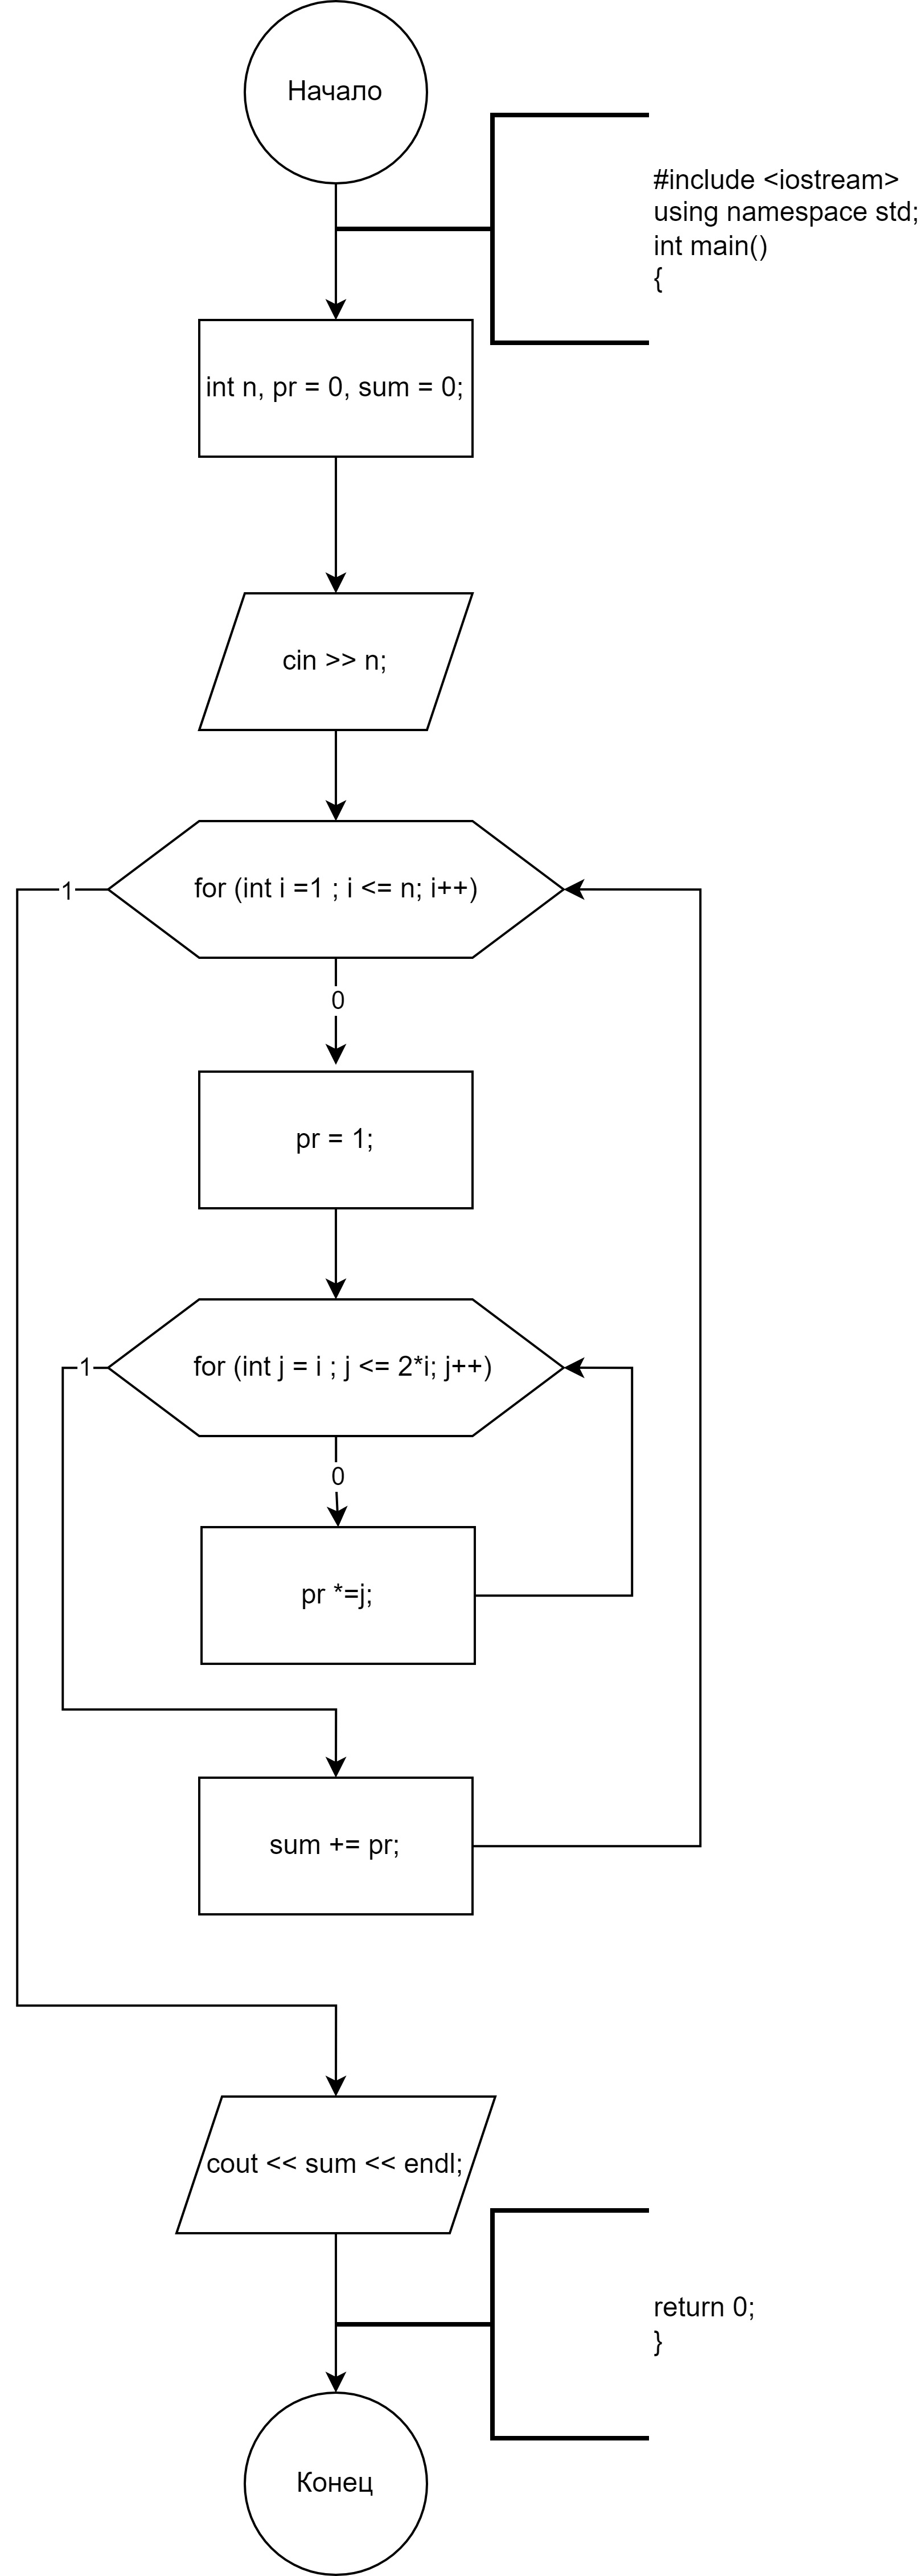 Начало
#include <iostream>
using namespace std;
int main()
{
int n, pr = 0, sum = 0;
cin >> n;
for (int i =1 ; i <= n; i++)
1
0
pr = 1;
for (int j = i ; j <= 2*i; j++)
1
0
pr *=j;
sum += pr;
cout << sum << endl;
return 0;
}
Конец